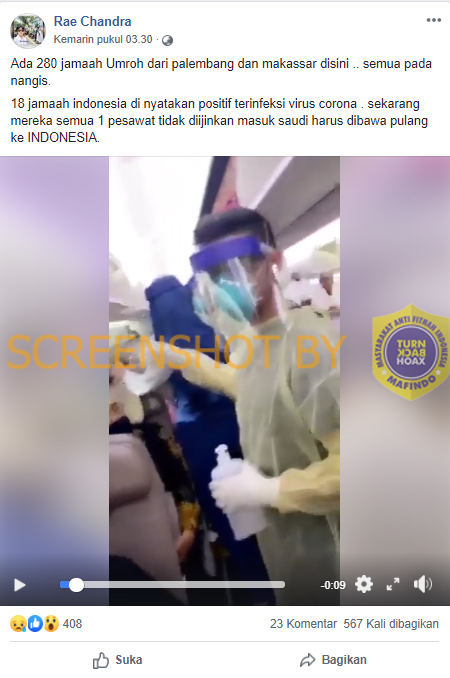 Rae Chandra
Kemarin pukul 03.30 ·
Ada 280 jamaah Umroh dari palembang dan makassar disini .. semua pada
nangis.
18 jamaah indonesia di nyatakan positif terinfeksi virus corona . sekarang
mereka semua 1 pesawat tidak diijinkan masuk saudi harus dibawa pulang
ke INDONESIA.
SCREENSHOT BY
MASYARAKAT ANTI FITNAH INDONESIA
TURN
BACK
HOAX
MAFINDO
-0:09
408
23 Komentar 567 Kali dibagikan
Suka
Bagikan